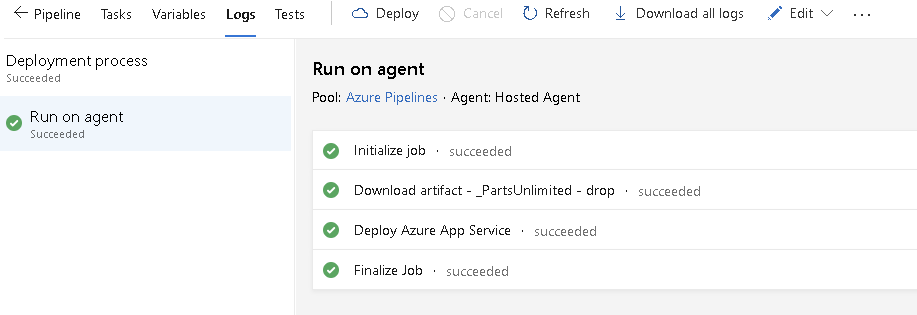 ← Pipeline Tasks Variables Logs Tests Deploy Cancel Refresh Download all logs Edit ...
Deployment process
Succeeded
Run on agent
Succeeded
Run on agent
Pool: Azure Pipelines · Agent: Hosted Agent
Initialize job · succeeded
Download artifact - _PartsUnlimited - drop · succeeded
Deploy Azure App Service · succeeded
Finalize Job · succeeded